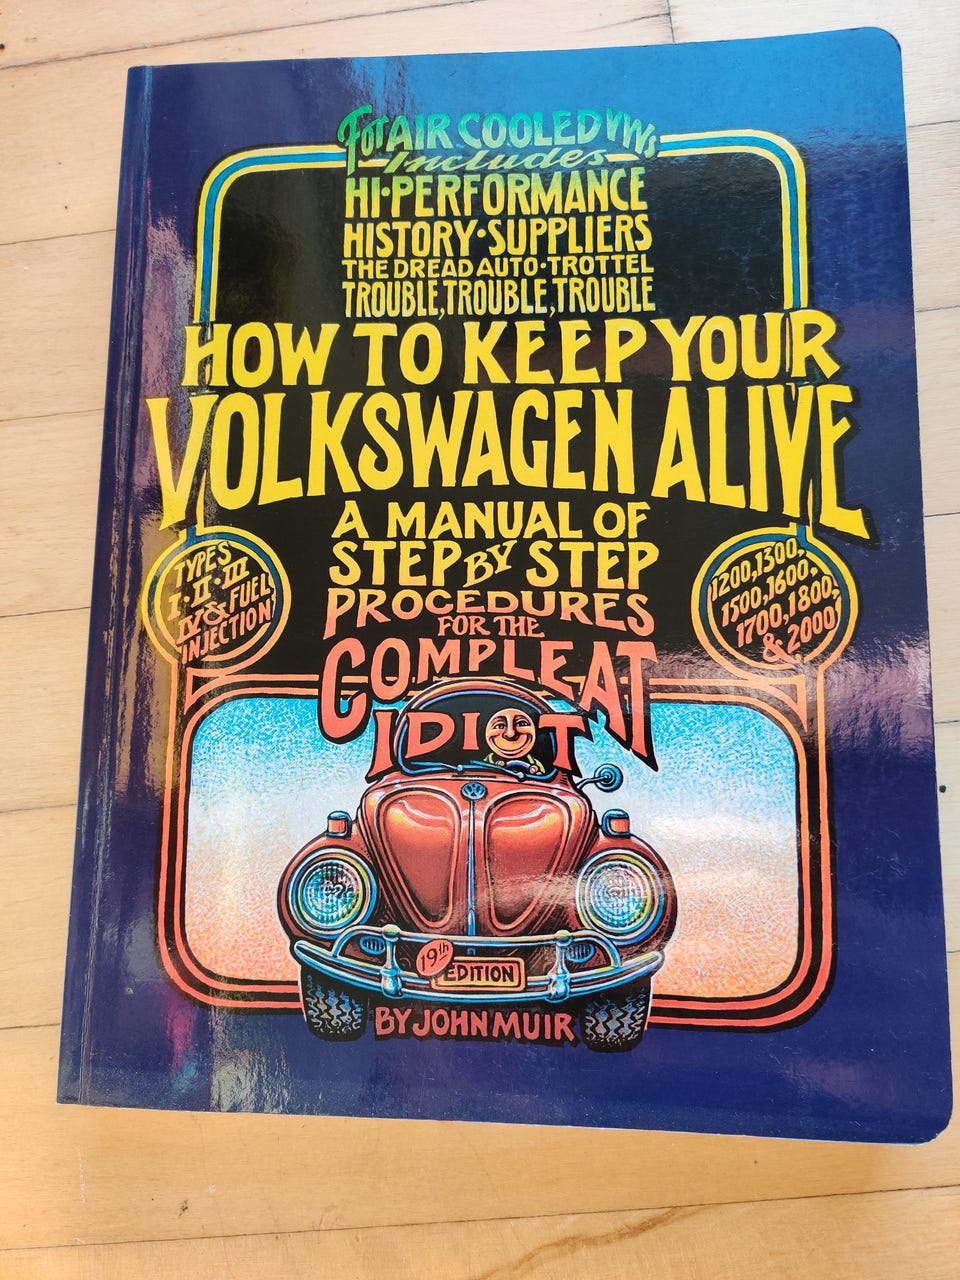 For AIR COOLED VWs
Includes
HI·PERFORMANCE
HISTORY·SUPPLIERS
THE DREAD AUTO·TROTTEL
TROUBLE, TROUBLE, TROUBLE
HOW TO KEEP YOUR
VOLKSWAGEN ALIVE
A MANUAL OF
STEP BY STEP
PROCEDURES
FOR THE
COMPLEAT
IDIOT
TYPES
I·II·III
IV & FUEL
INJECTION
1200, 1300,
1500, 1600,
1700, 1800,
& 2000
VW
19th
EDITION
BY JOHN MUIR